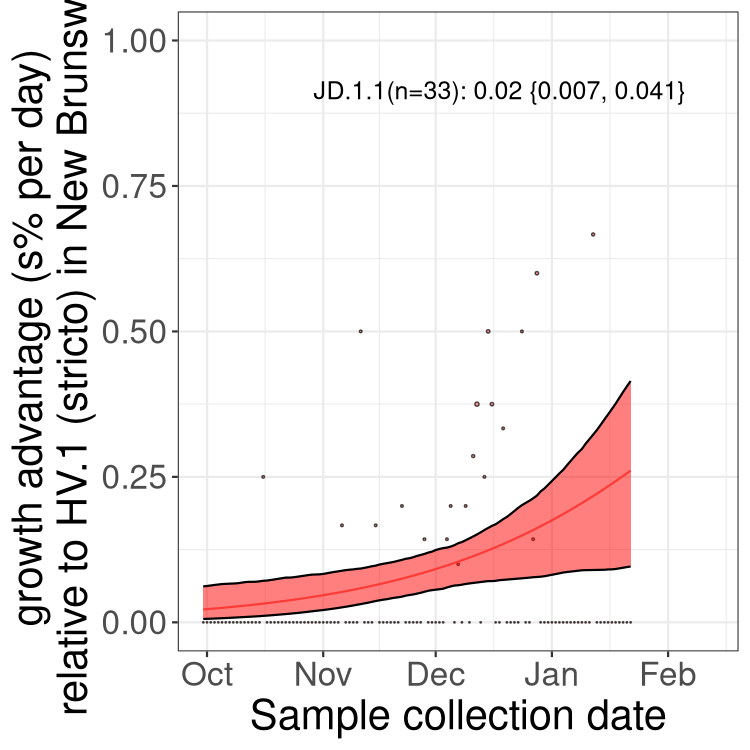 growth advantage (s% per day)
relative to HV.1 (stricto) in New Brunsw
1.00
0.75
0.50
0.25
0.00
JD.1.1(n=33): 0.02 {0.007, 0.041}
Oct Nov Dec Jan Feb
Sample collection date